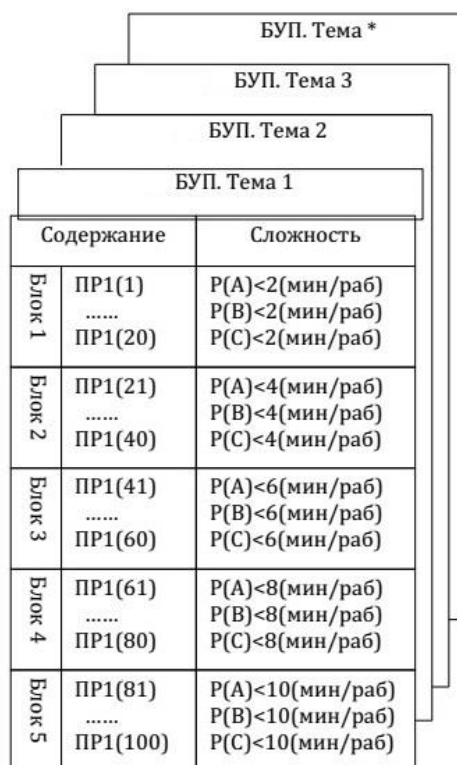 БУП. Тема *
БУП. Тема 3
БУП. Тема 2
БУП. Тема 1
Содержание Сложность
Блок 1
ПР1(1) Р(А)<2(мин/раб)
...... Р(В)<2(мин/раб)
ПР1(20) Р(С)<2(мин/раб)
Блок 2
ПР1(21) Р(А)<4(мин/раб)
...... Р(В)<4(мин/раб)
ПР1(40) Р(С)<4(мин/раб)
Блок 3
ПР1(41) Р(А)<6(мин/раб)
...... Р(В)<6(мин/раб)
ПР1(60) Р(С)<6(мин/раб)
Блок 4
ПР1(61) Р(А)<8(мин/раб)
...... Р(В)<8(мин/раб)
ПР1(80) Р(С)<8(мин/раб)
Блок 5
ПР1(81) Р(А)<10(мин/раб)
...... Р(В)<10(мин/раб)
ПР1(100) Р(С)<10(мин/раб)